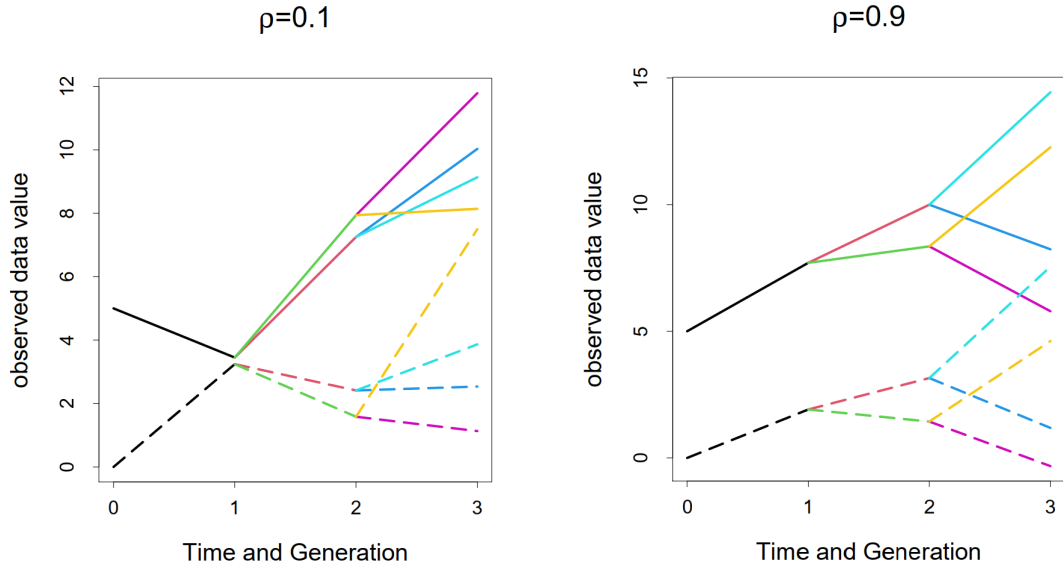 ρ=0.1
observed data value
12
10
8
6
4
2
0
0 1 2 3
Time and Generation
ρ=0.9
observed data value
15
10
5
0
0 1 2 3
Time and Generation